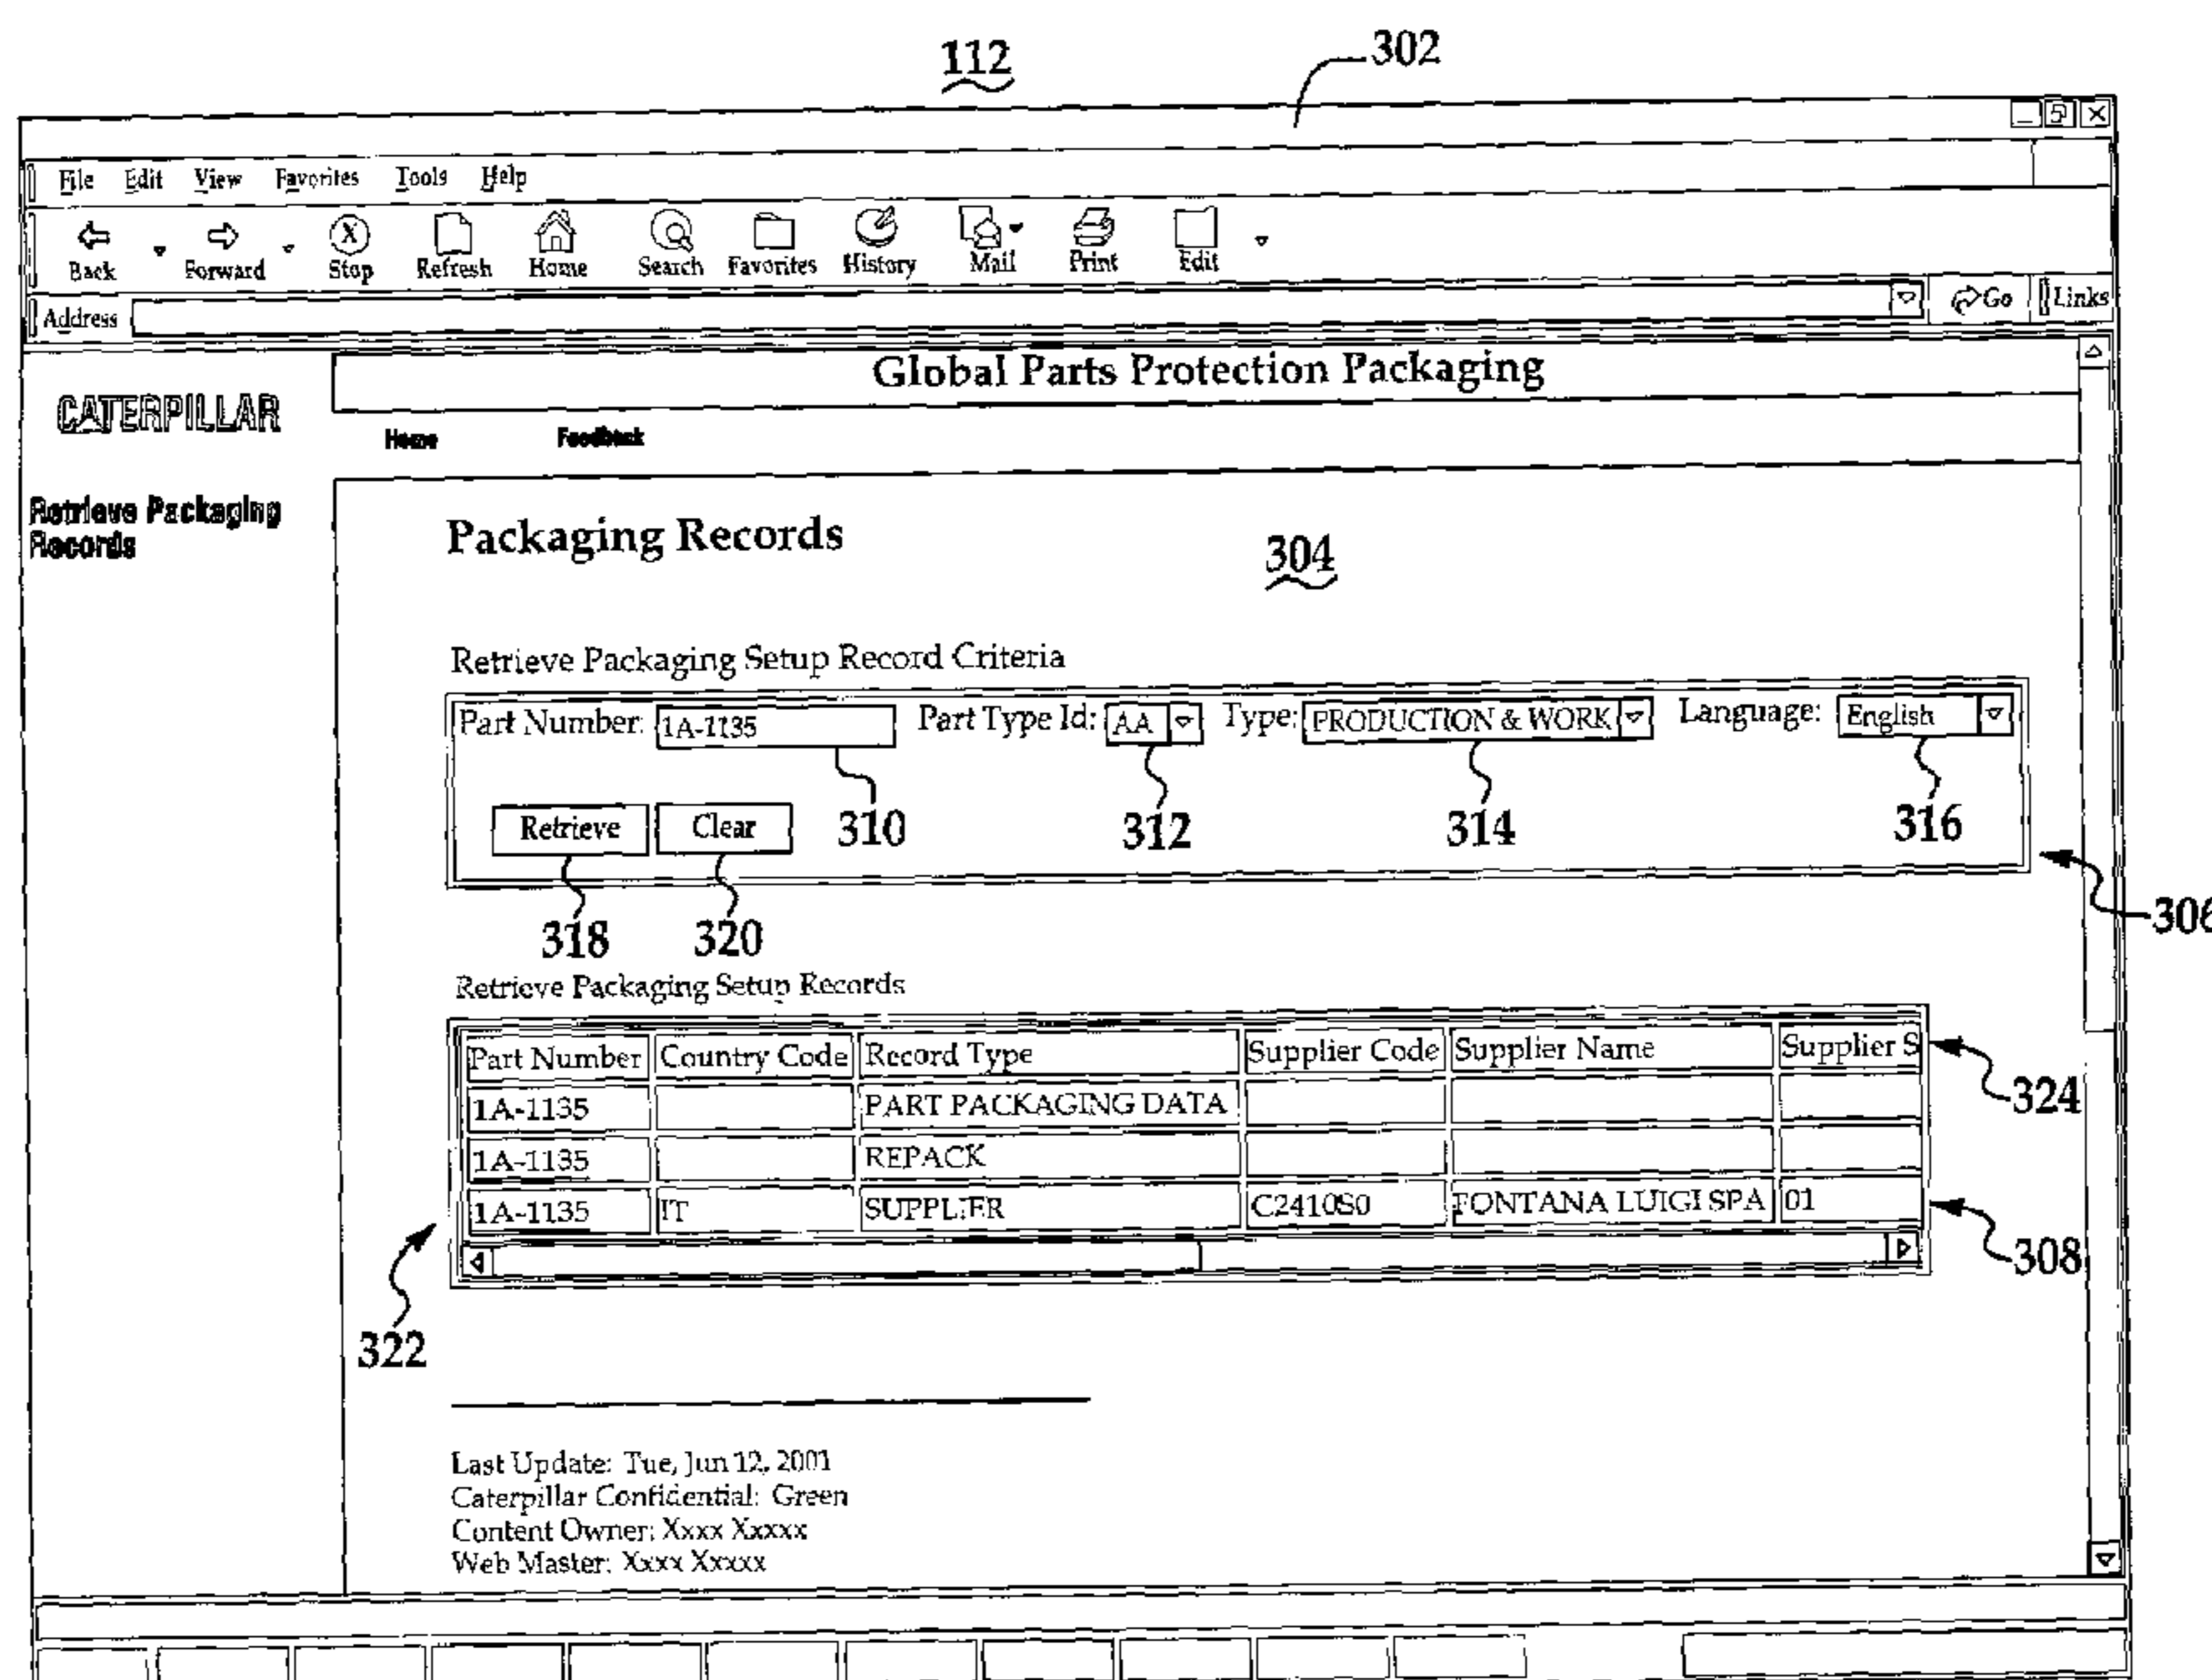 112
302
File Edit View Favorites Tools Help
Back Forward Stop Refresh Home Search Favorites History Mail Print Edit
Address Go Links
Global Parts Protection Packaging
CATERPILLAR
Home Feedback
Retrieve Packaging
Records
Packaging Records
304
Retrieve Packaging Setup Record Criteria
Part Number: 1A-1135 Part Type Id: AA Type: PRODUCTION & WORK Language: English
Retrieve Clear 310 312 314 316
306
318 320
Retrieve Packaging Setup Records
Part Number Country Code Record Type Supplier Code Supplier Name Supplier S
324
1A-1135 PART PACKAGING DATA
1A-1135 REPACK
1A-1135 IT SUPPLIER C2410S0 FONTANA LUIGI SPA 01
308
322
Last Update: Tue, Jun 12, 2001
Caterpillar Confidential: Green
Content Owner: Xxxx Xxxxx
Web Master: Xxxx Xxxxx